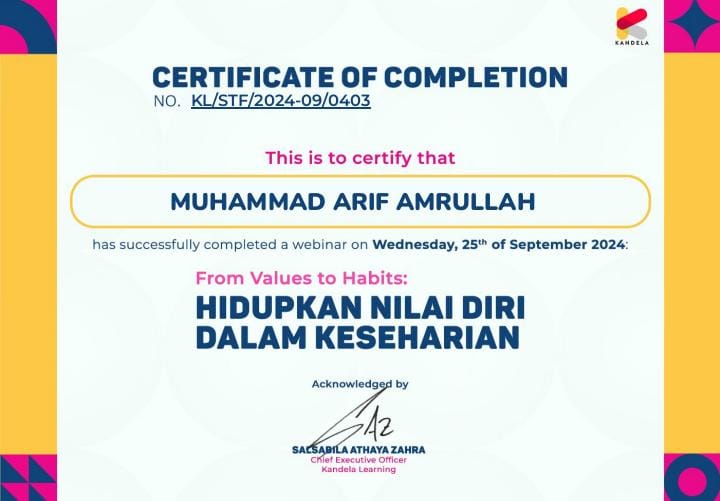 KANDELA
CERTIFICATE OF COMPLETION
NO. KL/STF/2024-09/0403
This is to certify that
MUHAMMAD ARIF AMRULLAH
has successfully completed a webinar on Wednesday, 25th of September 2024:
From Values to Habits:
HIDUPKAN NILAI DIRI
DALAM KESEHARIAN
Acknowledged by
SAZ
SALSABILA ATHAYA ZAHRA
Chief Executive Officer
Kandela Learning